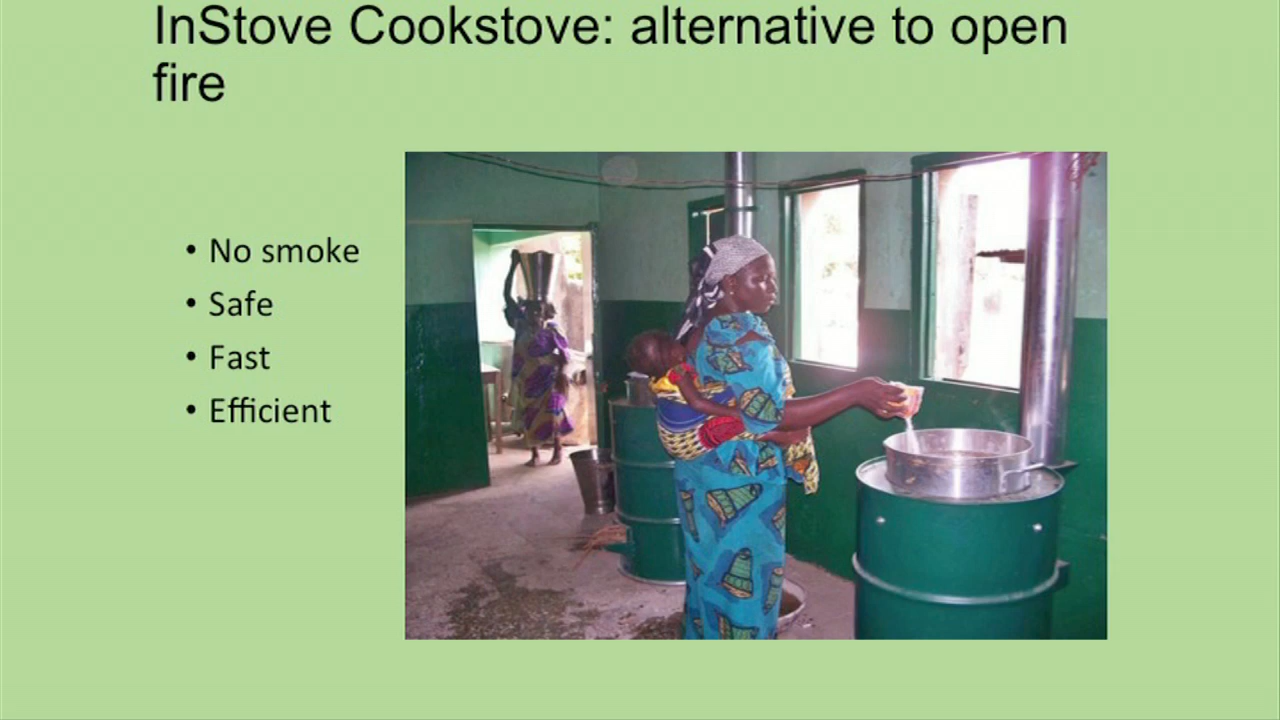 InStove Cookstove: alternative to open
fire
• No smoke
• Safe
• Fast
• Efficient